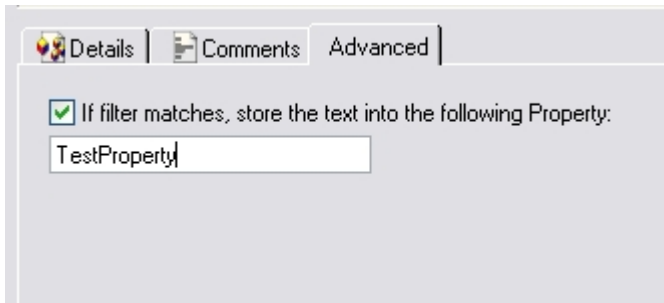 Details Comments Advanced
If filter matches, store the text into the following Property:
TestProperty